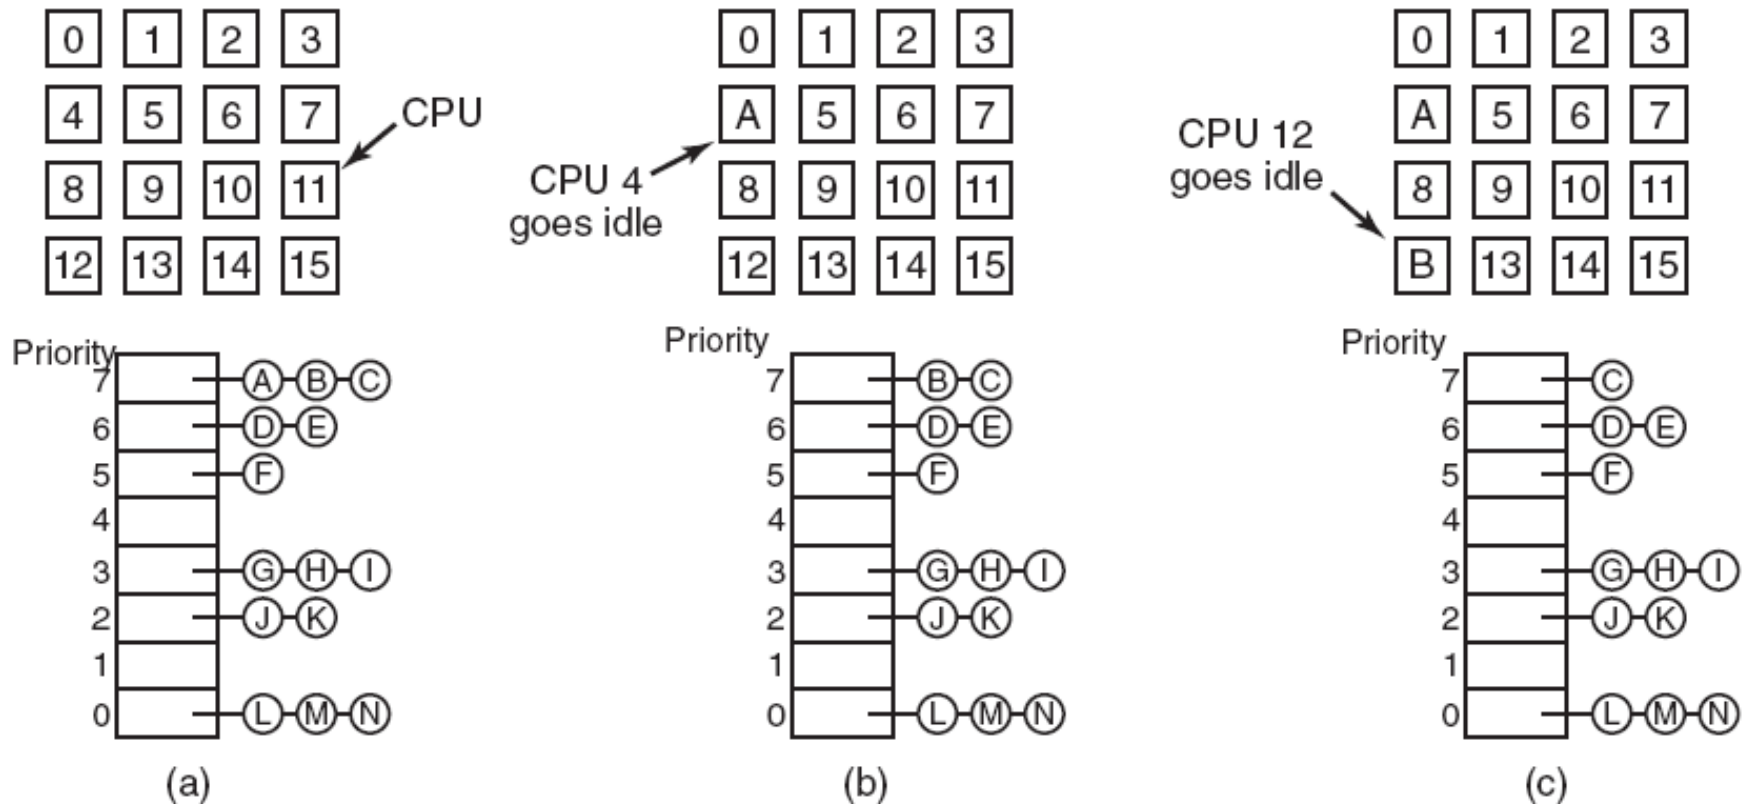 0 1 2 3
4 5 6 7
CPU
8 9 10 11
12 13 14 15
Priority
7 A B C
6 D E
5 F
4
3 G H I
2 J K
1
0 L M N
(a)
0 1 2 3
A 5 6 7
CPU 4
goes idle
8 9 10 11
12 13 14 15
Priority
7 B C
6 D E
5 F
4
3 G H I
2 J K
1
0 L M N
(b)
0 1 2 3
A 5 6 7
CPU 12
goes idle
8 9 10 11
B 13 14 15
Priority
7 C
6 D E
5 F
4
3 G H I
2 J K
1
0 L M N
(c)